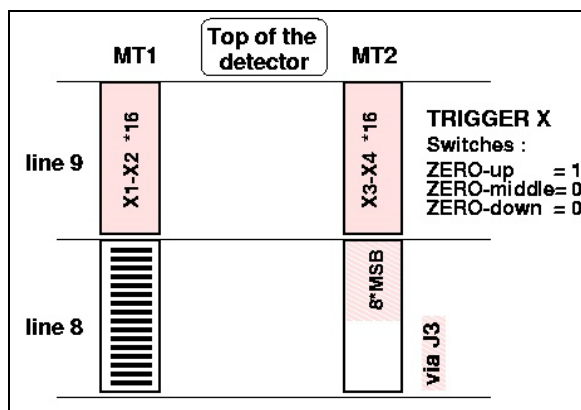 Top of the
detector
MT1
MT2
line 9
X1-X2 *16
X3-X4 *16
TRIGGER X
Switches :
ZERO-up = 1
ZERO-middle= 0
ZERO-down = 0
line 8
8*MSB
via J3